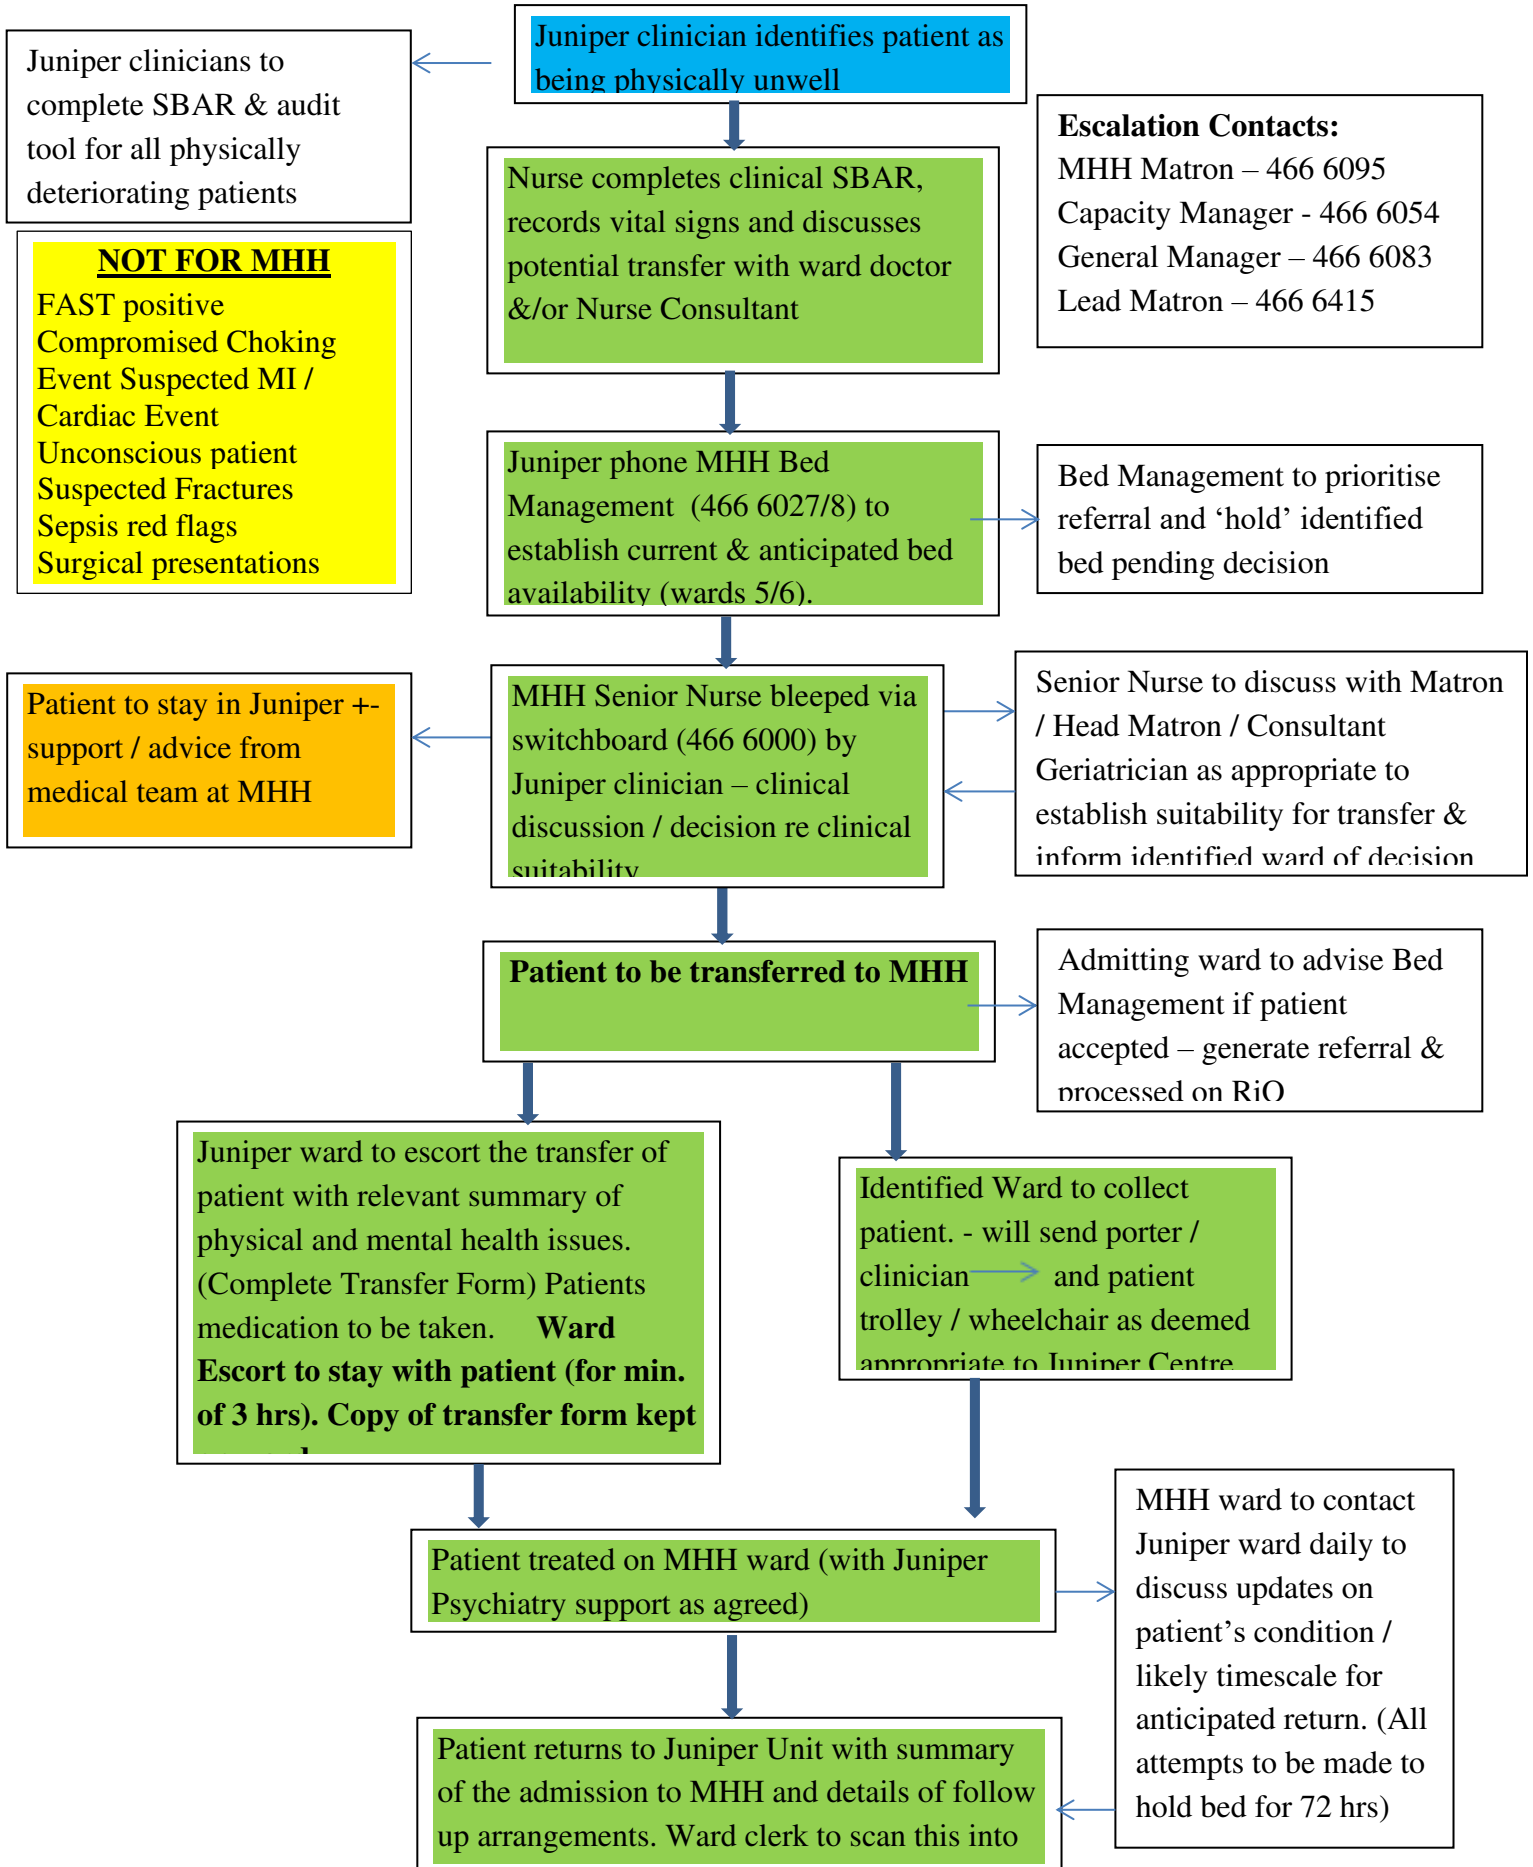 Juniper clinician identifies patient as
being physically unwell
Juniper clinicians to
complete SBAR & audit
tool for all physically
deteriorating patients
Escalation Contacts:
MHH Matron – 466 6095
Capacity Manager - 466 6054
General Manager – 466 6083
Lead Matron – 466 6415
Nurse completes clinical SBAR,
records vital signs and discusses
potential transfer with ward doctor
&/or Nurse Consultant
NOT FOR MHH
FAST positive
Compromised Choking
Event Suspected MI /
Cardiac Event
Unconscious patient
Suspected Fractures
Sepsis red flags
Surgical presentations
Juniper phone MHH Bed
Management (466 6027/8) to
establish current & anticipated bed
availability (wards 5/6).
Bed Management to prioritise
referral and ‘hold’ identified
bed pending decision
MHH Senior Nurse bleeped via
switchboard (466 6000) by
Juniper clinician – clinical
discussion / decision re clinical
suitability
Patient to stay in Juniper +-
support / advice from
medical team at MHH
Senior Nurse to discuss with Matron
/ Head Matron / Consultant
Geriatrician as appropriate to
establish suitability for transfer &
inform identified ward of decision
Patient to be transferred to MHH
Admitting ward to advise Bed
Management if patient
accepted – generate referral &
processed on RiO
Juniper ward to escort the transfer of
patient with relevant summary of
physical and mental health issues.
(Complete Transfer Form) Patients
medication to be taken. Ward
Escort to stay with patient (for min.
of 3 hrs). Copy of transfer form kept
Identified Ward to collect
patient. - will send porter /
clinician and patient
trolley / wheelchair as deemed
appropriate to Juniper Centre
Patient treated on MHH ward (with Juniper
Psychiatry support as agreed)
MHH ward to contact
Juniper ward daily to
discuss updates on
patient’s condition /
likely timescale for
anticipated return. (All
attempts to be made to
hold bed for 72 hrs)
Patient returns to Juniper Unit with summary
of the admission to MHH and details of follow
up arrangements. Ward clerk to scan this into